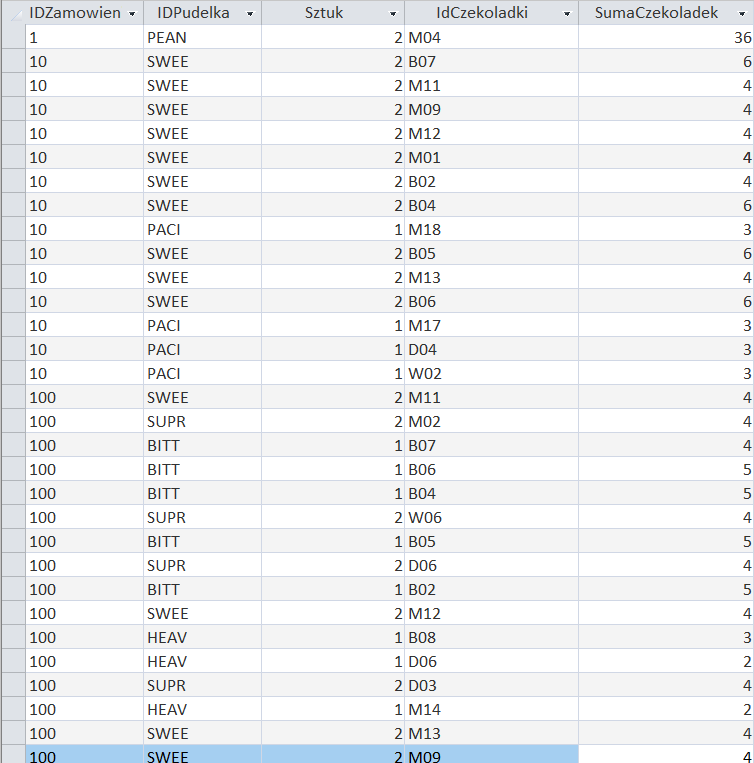 IDZamowien IDPudelka Sztuk IdCzekoladki SumaCzekoladek
1 PEAN 2 M04 36
10 SWEE 2 B07 6
10 SWEE 2 M11 4
10 SWEE 2 M09 4
10 SWEE 2 M12 4
10 SWEE 2 M01 4
10 SWEE 2 B02 4
10 SWEE 2 B04 6
10 PACI 1 M18 3
10 SWEE 2 B05 6
10 SWEE 2 M13 4
10 SWEE 2 B06 6
10 PACI 1 M17 3
10 PACI 1 D04 3
10 PACI 1 W02 3
100 SWEE 2 M11 4
100 SUPR 2 M02 4
100 BITT 1 B07 4
100 BITT 1 B06 5
100 BITT 1 B04 5
100 SUPR 2 W06 4
100 BITT 1 B05 5
100 SUPR 2 D06 4
100 BITT 1 B02 5
100 SWEE 2 M12 4
100 HEAV 1 B08 3
100 HEAV 1 D06 2
100 SUPR 2 D03 4
100 HEAV 1 M14 2
100 SWEE 2 M13 4
100 SWEE 2 M09 4